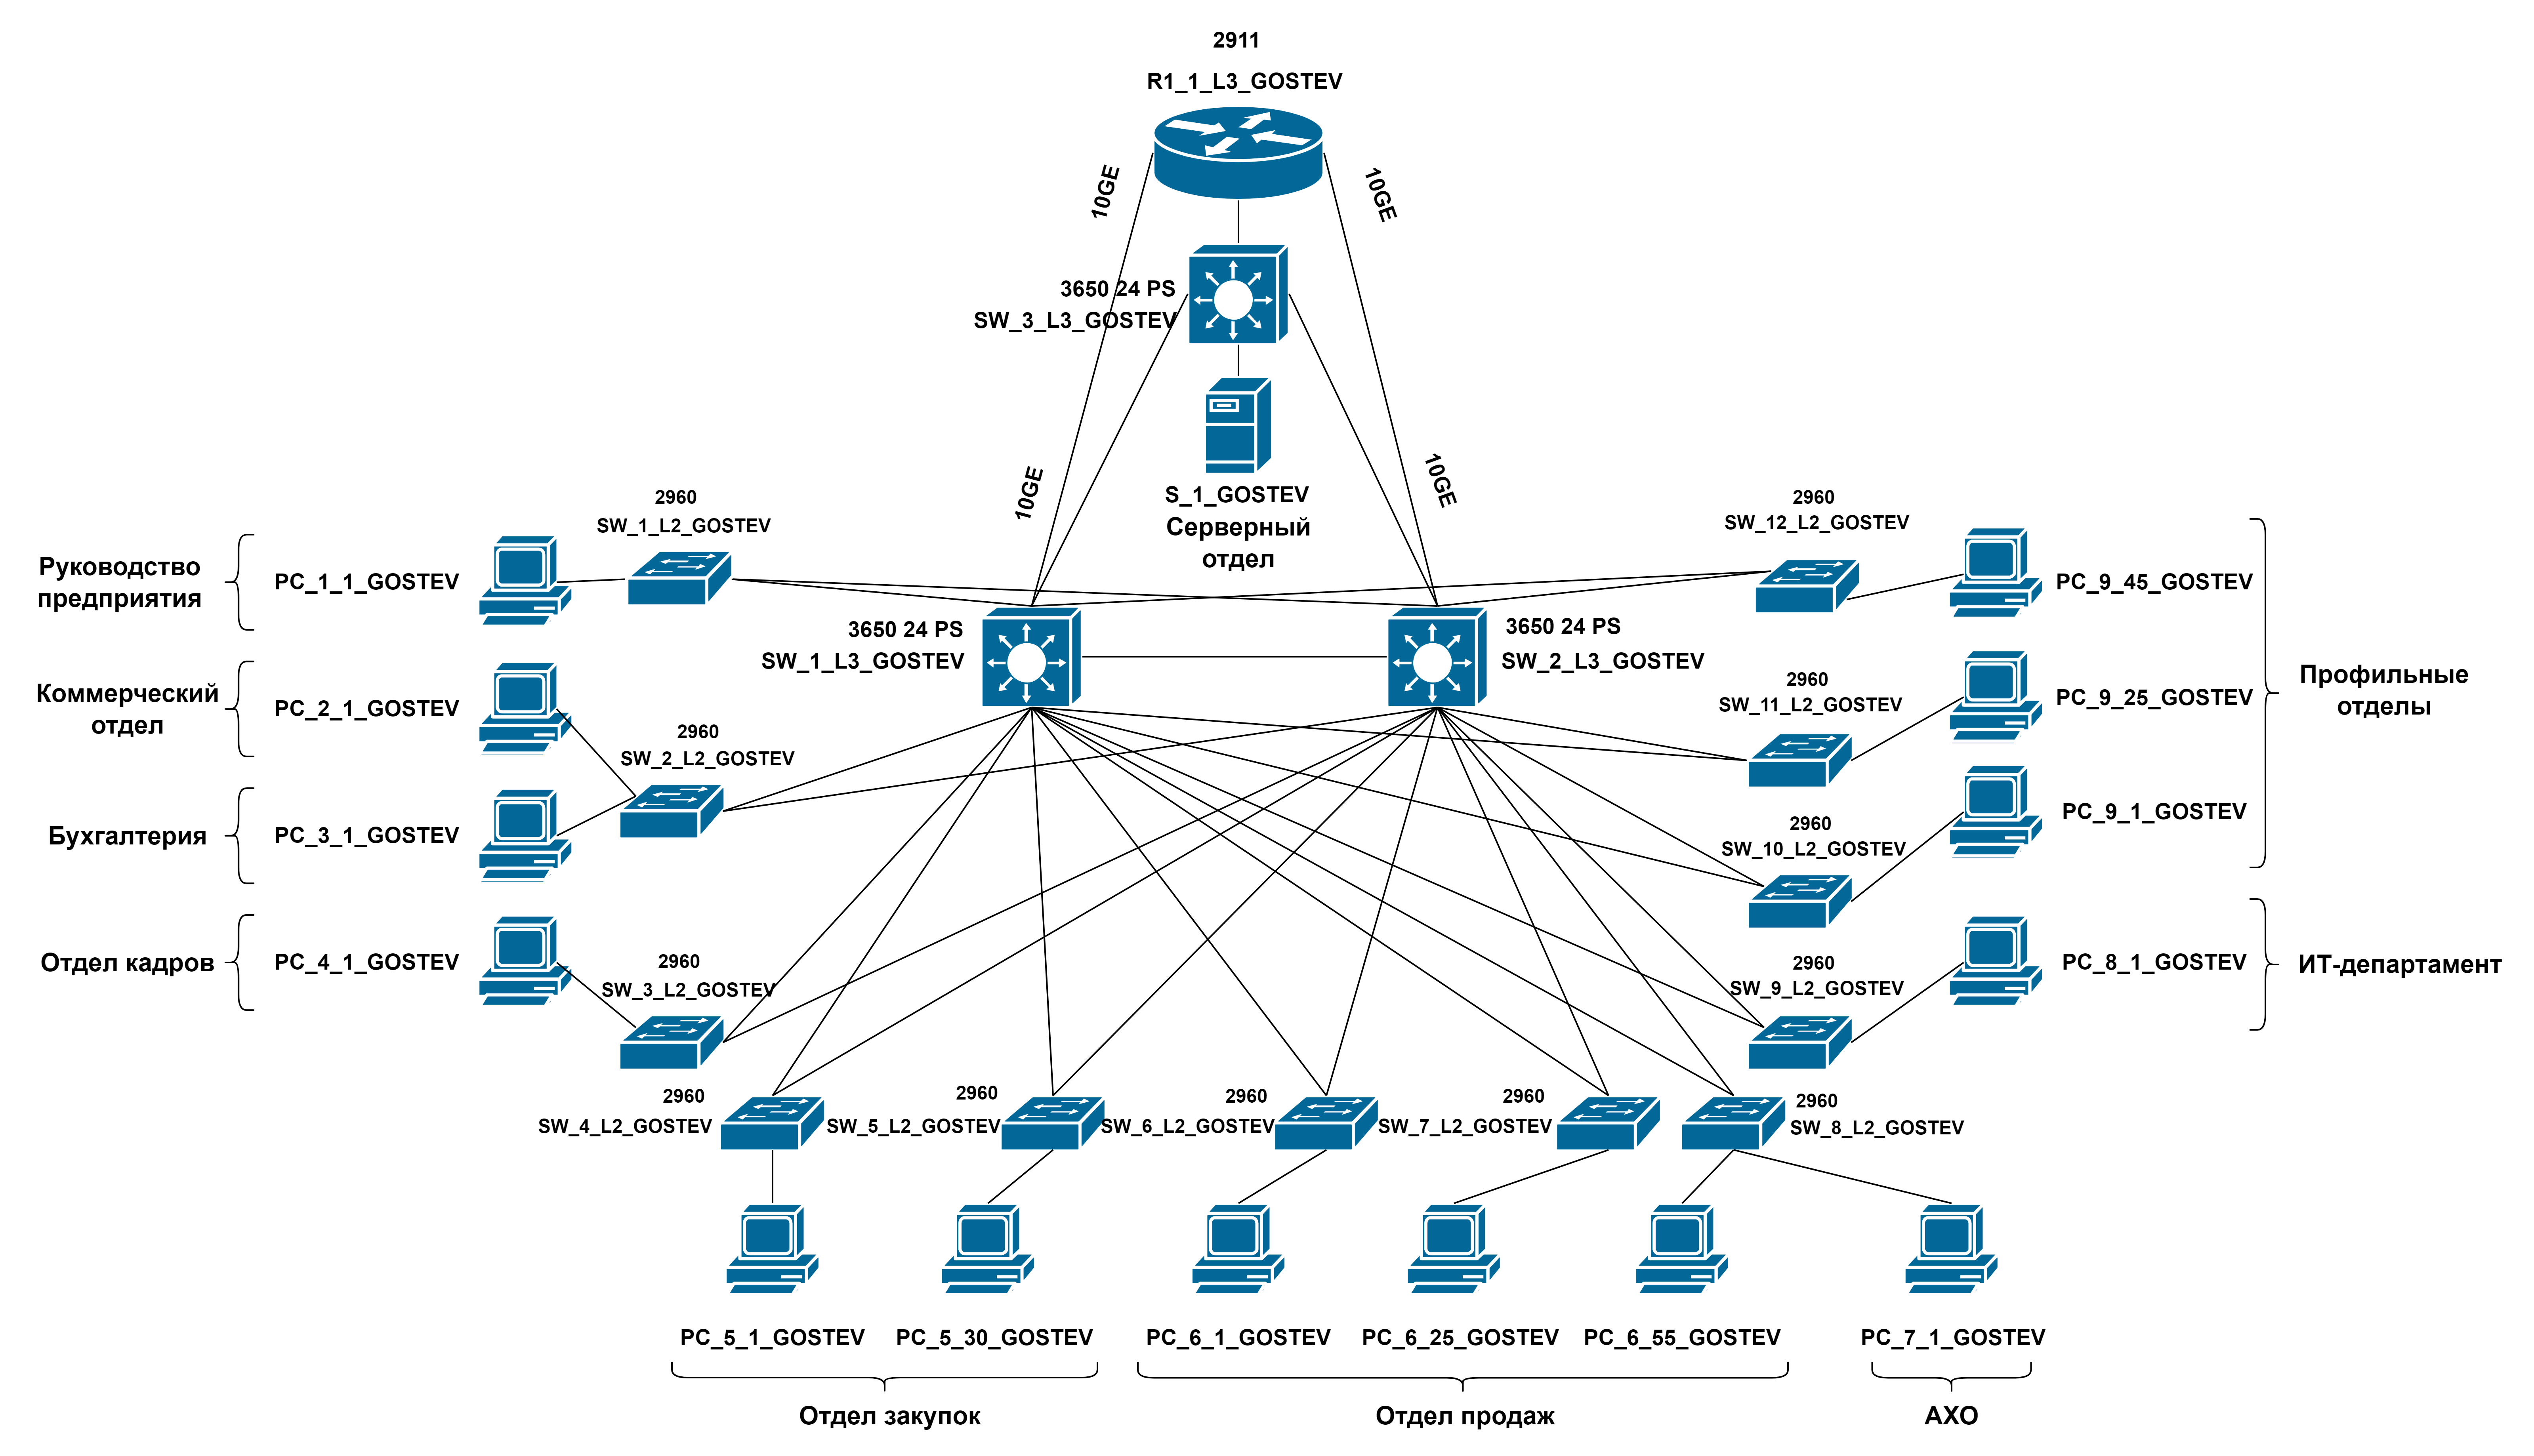 2911
R1_1_L3_GOSTEV
10GE
10GE
3650 24 PS
SW_3_L3_GOSTEV
10GE
10GE
S_1_GOSTEV
Серверный
отдел
2960
SW_1_L2_GOSTEV
2960
SW_12_L2_GOSTEV
Руководство
предприятия
PC_1_1_GOSTEV
PC_9_45_GOSTEV
3650 24 PS
SW_1_L3_GOSTEV
3650 24 PS
SW_2_L3_GOSTEV
Коммерческий
отдел
PC_2_1_GOSTEV
2960
SW_2_L2_GOSTEV
2960
SW_11_L2_GOSTEV
PC_9_25_GOSTEV
Профильные
отделы
Бухгалтерия
PC_3_1_GOSTEV
2960
SW_10_L2_GOSTEV
PC_9_1_GOSTEV
Отдел кадров
PC_4_1_GOSTEV
2960
SW_3_L2_GOSTEV
2960
SW_9_L2_GOSTEV
PC_8_1_GOSTEV
ИТ-департамент
2960
SW_4_L2_GOSTEV
2960
SW_5_L2_GOSTEV
2960
SW_6_L2_GOSTEV
2960
SW_7_L2_GOSTEV
2960
SW_8_L2_GOSTEV
PC_5_1_GOSTEV
PC_5_30_GOSTEV
PC_6_1_GOSTEV
PC_6_25_GOSTEV
PC_6_55_GOSTEV
PC_7_1_GOSTEV
Отдел закупок
Отдел продаж
АХО